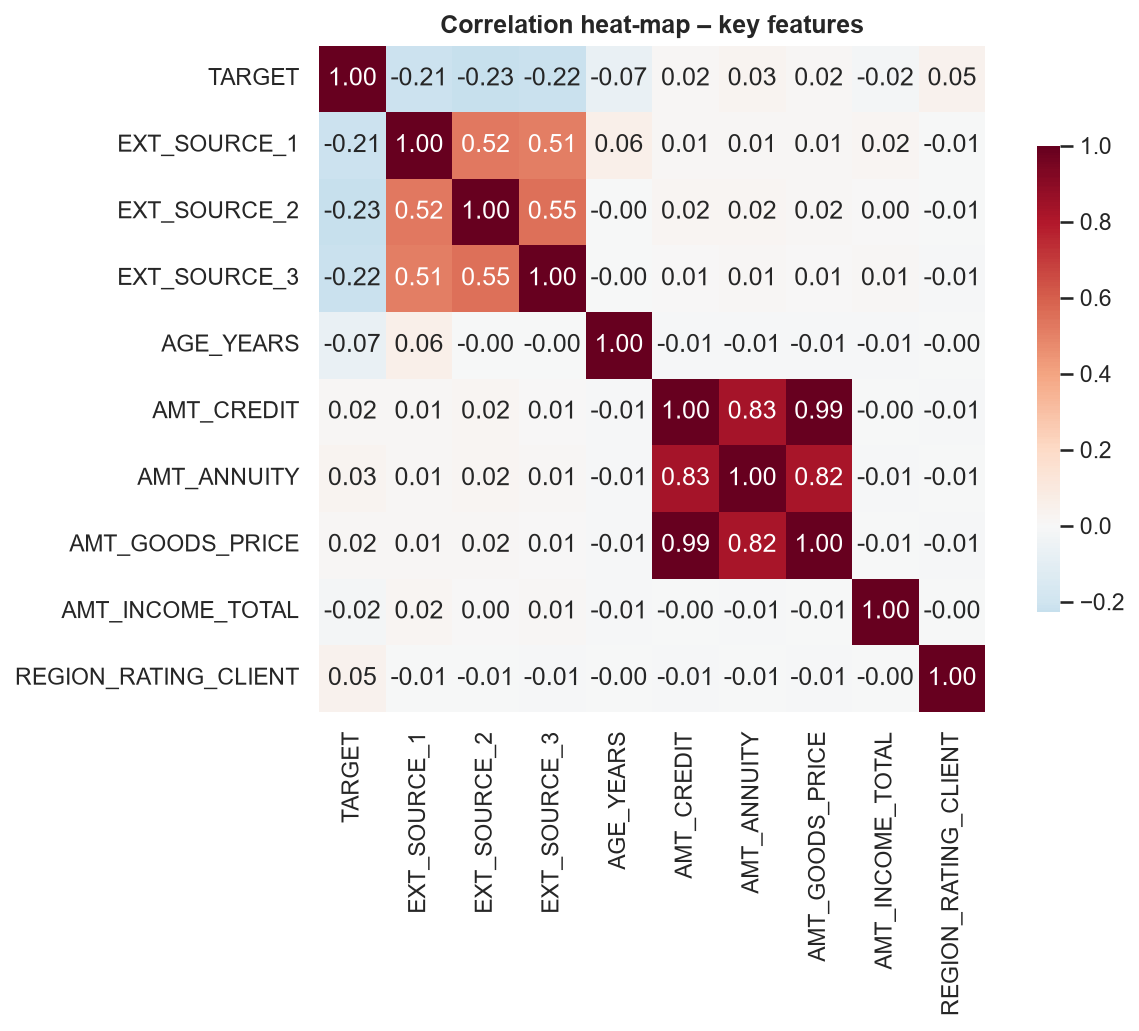 Correlation heat-map – key features
TARGET 1.00 -0.21 -0.23 -0.22 -0.07 0.02 0.03 0.02 -0.02 0.05
EXT_SOURCE_1 -0.21 1.00 0.52 0.51 0.06 0.01 0.01 0.01 0.02 -0.01
EXT_SOURCE_2 -0.23 0.52 1.00 0.55 -0.00 0.02 0.02 0.02 0.00 -0.01
EXT_SOURCE_3 -0.22 0.51 0.55 1.00 -0.00 0.01 0.01 0.01 0.01 -0.01
AGE_YEARS -0.07 0.06 -0.00 -0.00 1.00 -0.01 -0.01 -0.01 -0.01 -0.00
AMT_CREDIT 0.02 0.01 0.02 0.01 -0.01 1.00 0.83 0.99 -0.00 -0.01
AMT_ANNUITY 0.03 0.01 0.02 0.01 -0.01 0.83 1.00 0.82 -0.01 -0.01
AMT_GOODS_PRICE 0.02 0.01 0.02 0.01 -0.01 0.99 0.82 1.00 -0.01 -0.01
AMT_INCOME_TOTAL -0.02 0.02 0.00 0.01 -0.01 -0.00 -0.01 -0.01 1.00 -0.00
REGION_RATING_CLIENT 0.05 -0.01 -0.01 -0.01 -0.00 -0.01 -0.01 -0.01 -0.00 1.00
TARGET
EXT_SOURCE_1
EXT_SOURCE_2
EXT_SOURCE_3
AGE_YEARS
AMT_CREDIT
AMT_ANNUITY
AMT_GOODS_PRICE
AMT_INCOME_TOTAL
REGION_RATING_CLIENT
1.0
0.8
0.6
0.4
0.2
0.0
−0.2